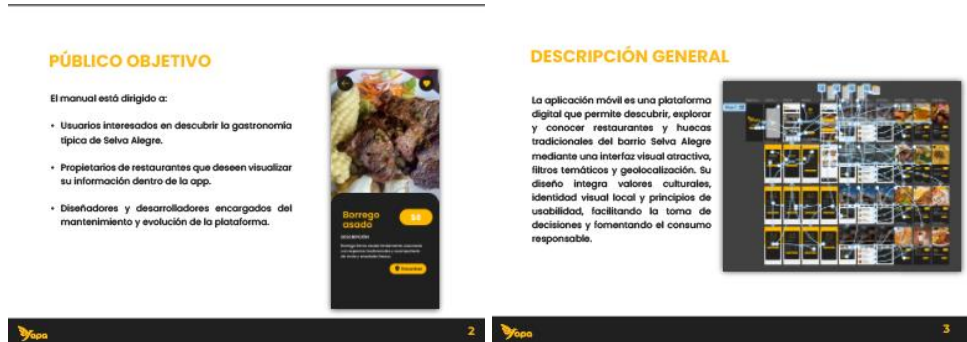 PÚBLICO OBJETIVO
El manual está dirigido a:
• Usuarios interesados en descubrir la gastronomía
típica de Selva Alegre.
• Propietarios de restaurantes que deseen visualizar
su información dentro de la app.
• Diseñadores y desarrolladores encargados del
mantenimiento y evolución de la plataforma.
Borrego
asado
$8
DESCRIPCIÓN
Yapa
2
DESCRIPCIÓN GENERAL
La aplicación móvil es una plataforma
digital que permite descubrir, explorar
y conocer restaurantes y huecas
tradicionales del barrio Selva Alegre
mediante una interfaz visual atractiva,
filtros temáticos y geolocalización. Su
diseño integra valores culturales,
identidad visual local y principios de
usabilidad, facilitando la toma de
decisiones y fomentando el consumo
responsable.
Yapa
3